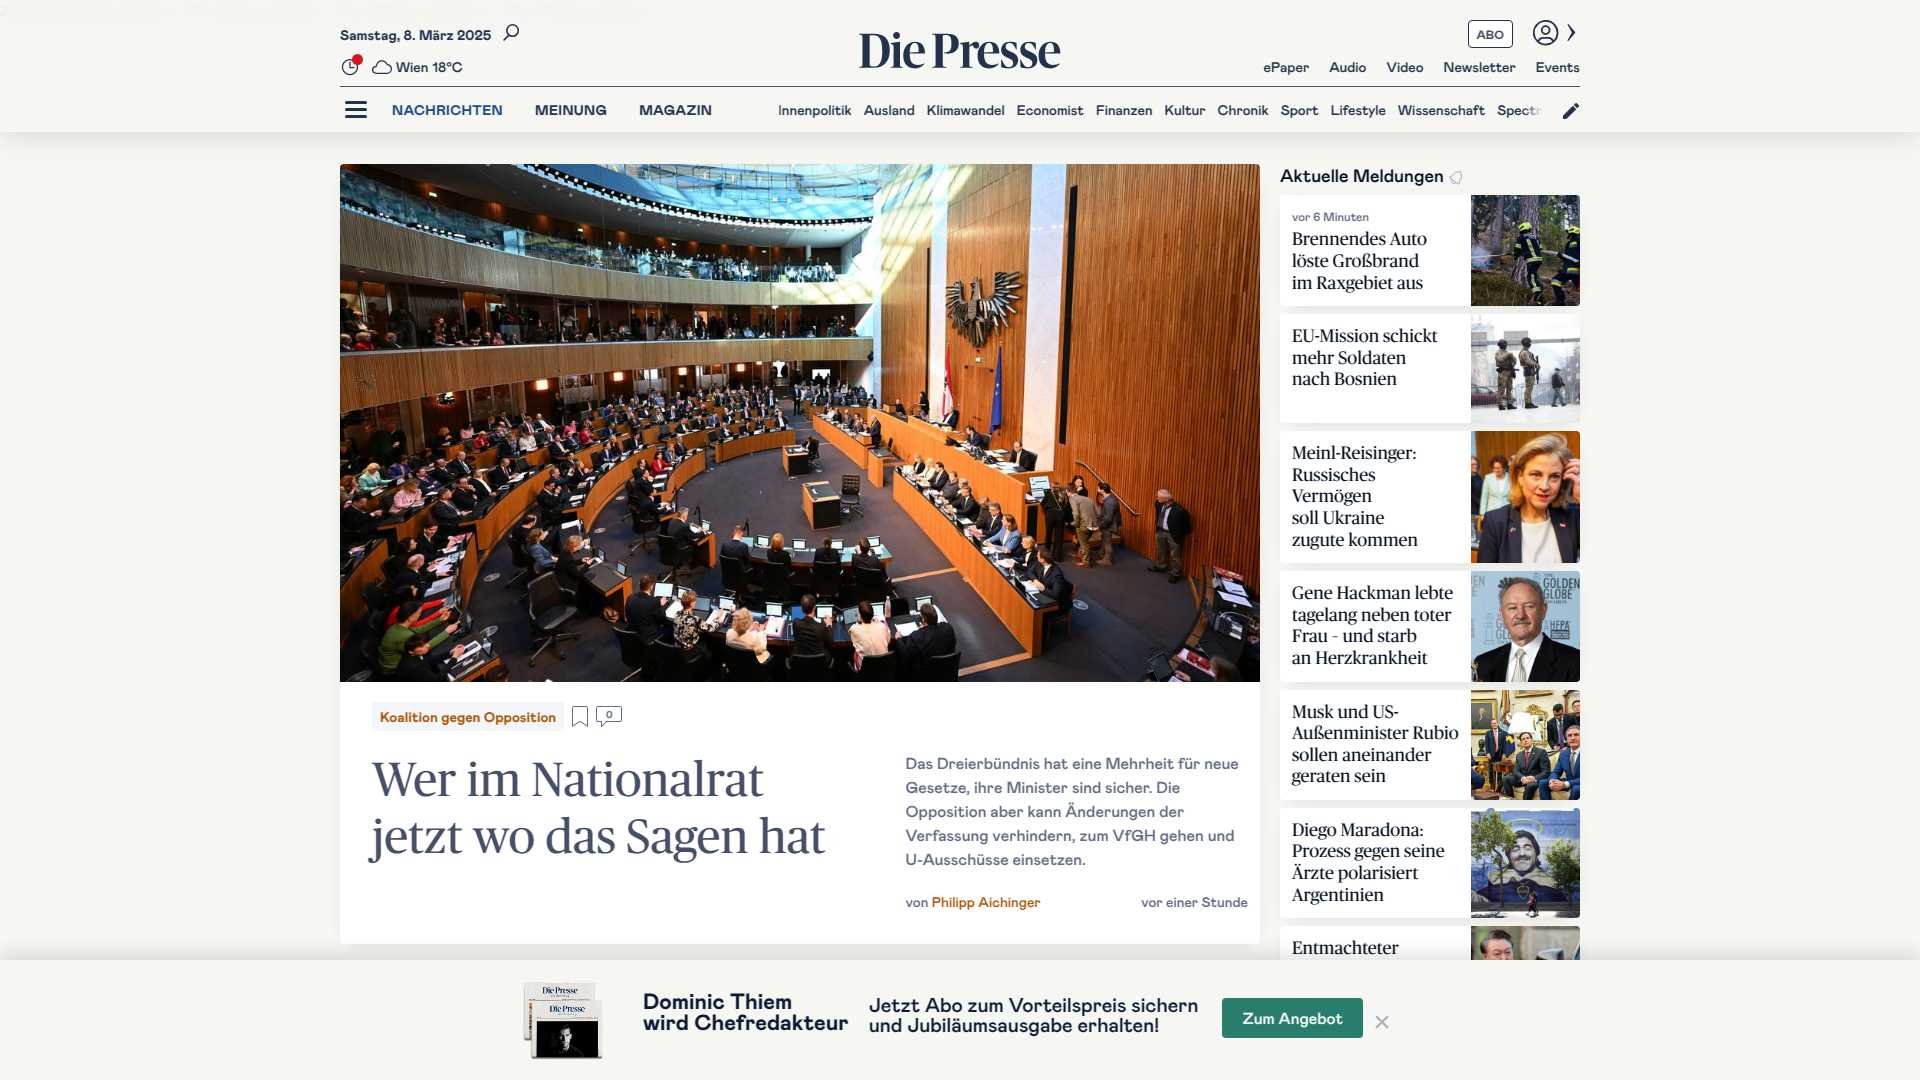 Samstag, 8. März 2025
Die Presse
ABO
Wien 18°C
ePaper Audio Video Newsletter Events
NACHRICHTEN MEINUNG MAGAZIN
Innenpolitik Ausland Klimawandel Economist Finanzen Kultur Chronik Sport Lifestyle Wissenschaft Spectr
Koalition gegen Opposition
0
Wer im Nationalrat
jetzt wo das Sagen hat
Das Dreierbündnis hat eine Mehrheit für neue
Gesetze, ihre Minister sind sicher. Die
Opposition aber kann Änderungen der
Verfassung verhindern, zum VfGH gehen und
U-Ausschüsse einsetzen.
von Philipp Aichinger
vor einer Stunde
Aktuelle Meldungen
vor 6 Minuten
Brennendes Auto
löste Großbrand
im Raxgebiet aus
EU-Mission schickt
mehr Soldaten
nach Bosnien
Meinl-Reisinger:
Russisches
Vermögen
soll Ukraine
zugute kommen
Gene Hackman lebte
tagelang neben toter
Frau – und starb
an Herzkrankheit
GOLDEN
GLOBE
HFPA
Musk und US-
Außenminister Rubio
sollen aneinander
geraten sein
Diego Maradona:
Prozess gegen seine
Ärzte polarisiert
Argentinien
Entmachteter
Die Presse
Die Presse
Dominic Thiem
wird Chefredakteur
Jetzt Abo zum Vorteilspreis sichern
und Jubiläumsausgabe erhalten!
Zum Angebot